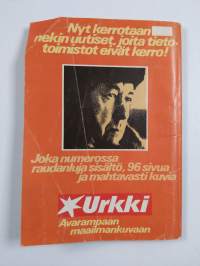 Nyt kerrotaan
nekin uutiset, joita tieto-
toimistot eivät kerro!
Joka numerossa
raudanluja sisältö, 96 sivua
ja mahtavasti kuvia
Urkki
Avarampaan
maailmankuvaan